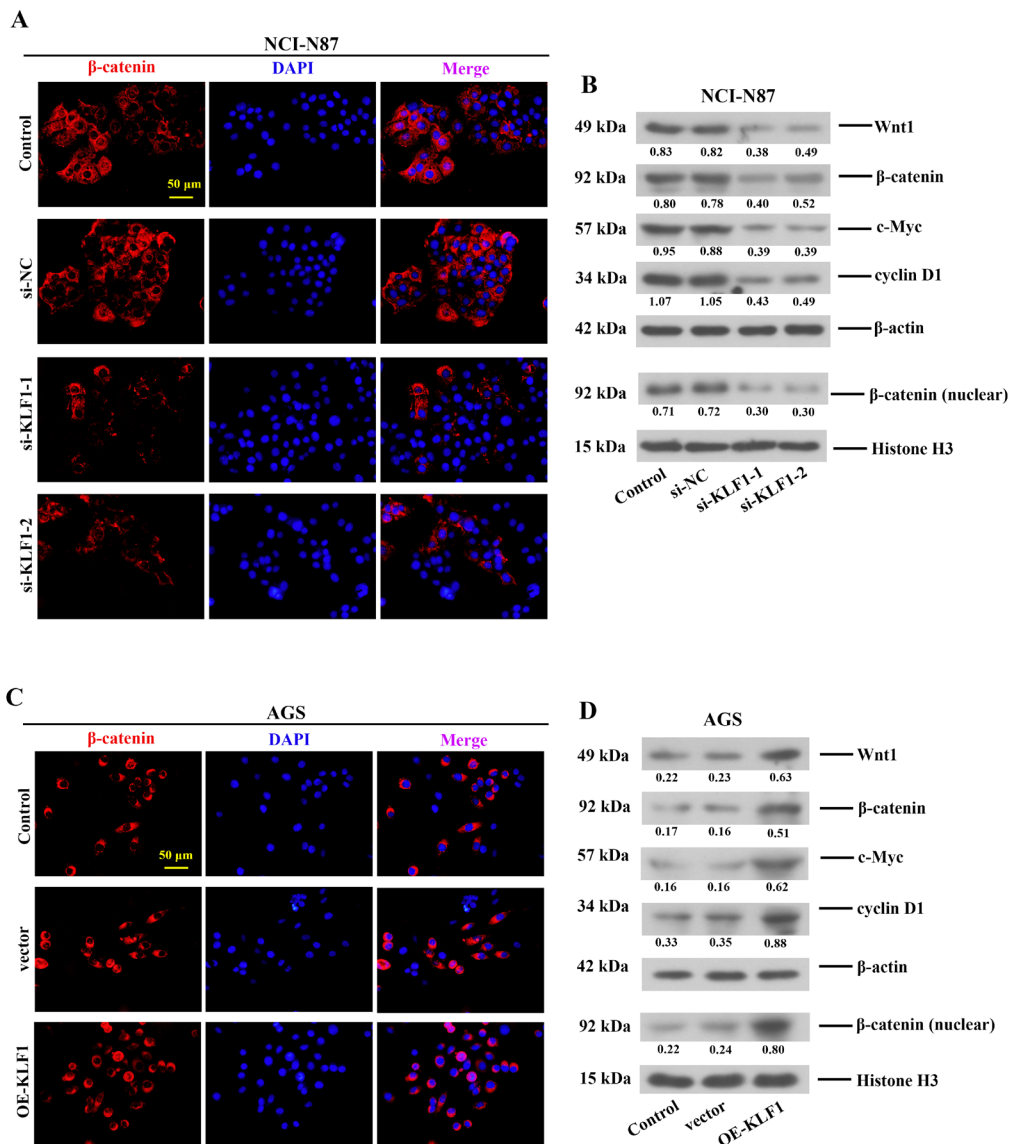 A
NCI-N87
β-catenin DAPI Merge
Control
50 μm
si-NC
si-KLF1-1
si-KLF1-2
B
NCI-N87
49 kDa Wnt1
0.83 0.82 0.38 0.49
92 kDa β-catenin
0.80 0.78 0.40 0.52
57 kDa c-Myc
0.95 0.88 0.39 0.39
34 kDa cyclin D1
1.07 1.05 0.43 0.49
42 kDa β-actin
92 kDa β-catenin (nuclear)
0.71 0.72 0.30 0.30
15 kDa Histone H3
Control si-NC si-KLF1-1 si-KLF1-2
C
AGS
β-catenin DAPI Merge
Control
50 μm
vector
OE-KLF1
D
AGS
49 kDa Wnt1
0.22 0.23 0.63
92 kDa β-catenin
0.17 0.16 0.51
57 kDa c-Myc
0.16 0.16 0.62
34 kDa cyclin D1
0.33 0.35 0.88
42 kDa β-actin
92 kDa β-catenin (nuclear)
0.22 0.24 0.80
15 kDa Histone H3
Control vector OE-KLF1